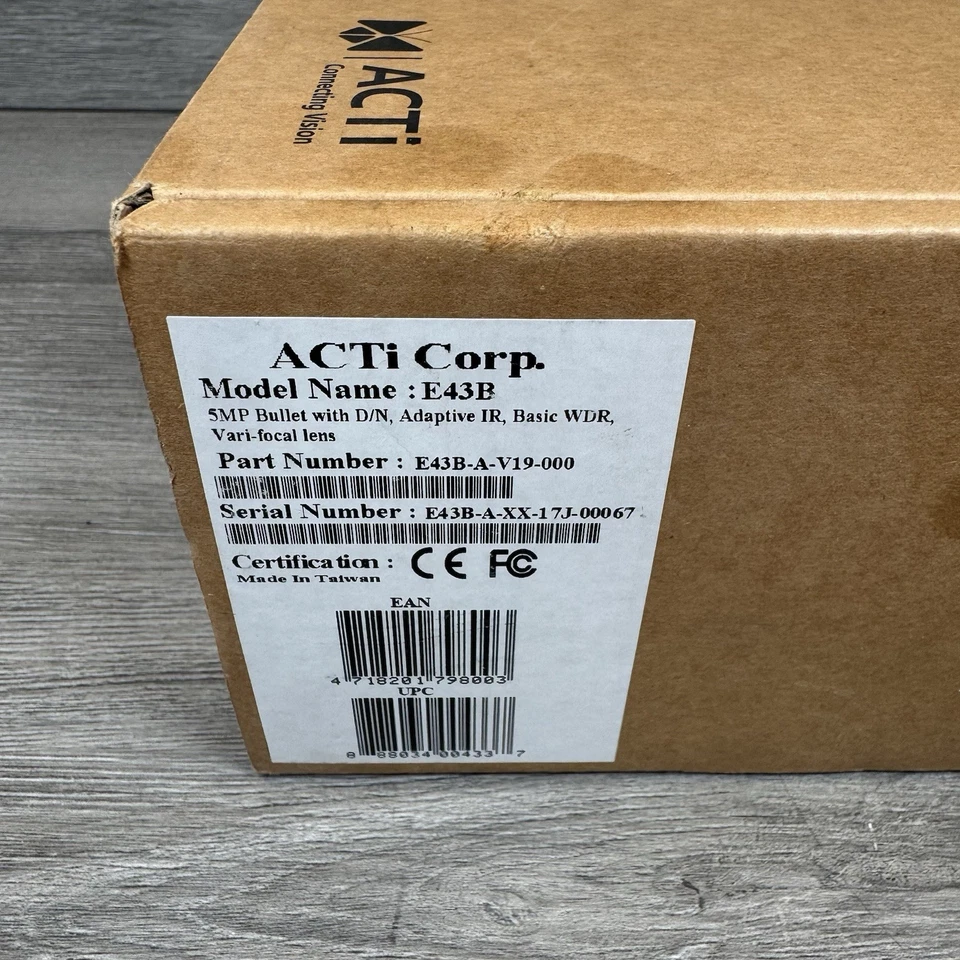 ACTi
Connecting Vision
ACTi Corp.
Model Name : E43B
5MP Bullet with D/N, Adaptive IR, Basic WDR,
Vari-focal lens
Part Number : E43B-A-V19-000
Serial Number : E43B-A-XX-17J-00067
Certification : CE FC
Made In Taiwan
EAN
4 718201 798003
UPC
8 88034 00433 7